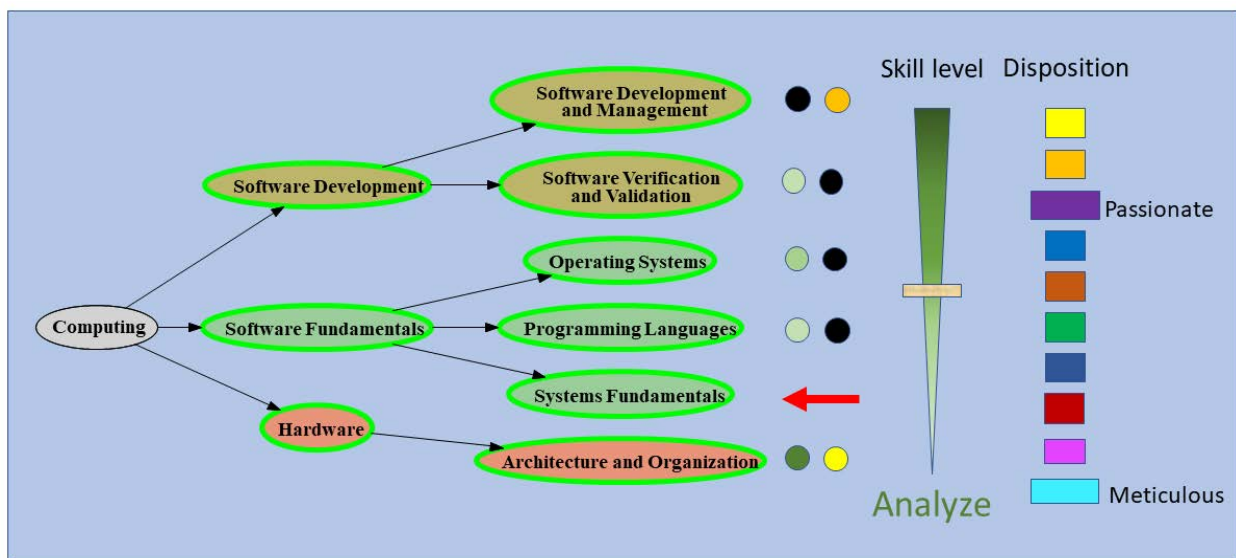 Software Development
and Management
Software Development
Software Verification
and Validation
Operating Systems
Computing
Software Fundamentals
Programming Languages
Systems Fundamentals
Hardware
Architecture and Organization
Skill level
Disposition
Passionate
Analyze
Meticulous